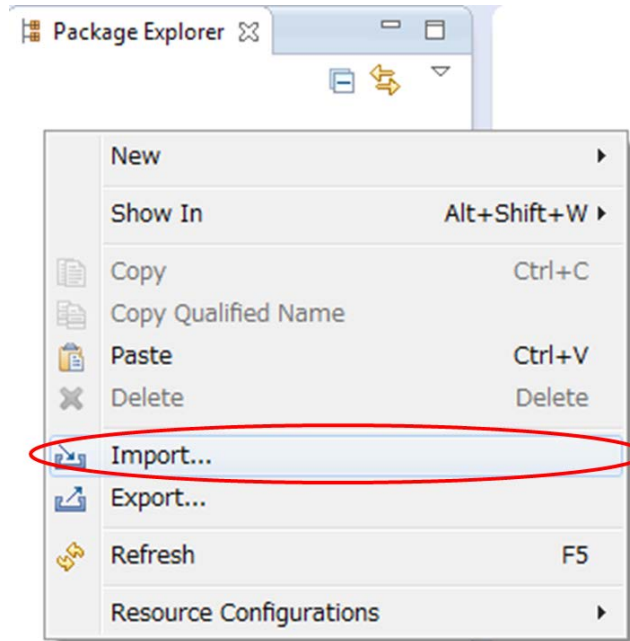 Package Explorer
New
Show In Alt+Shift+W
Copy Ctrl+C
Copy Qualified Name
Paste Ctrl+V
Delete Delete
Import...
Export...
Refresh F5
Resource Configurations